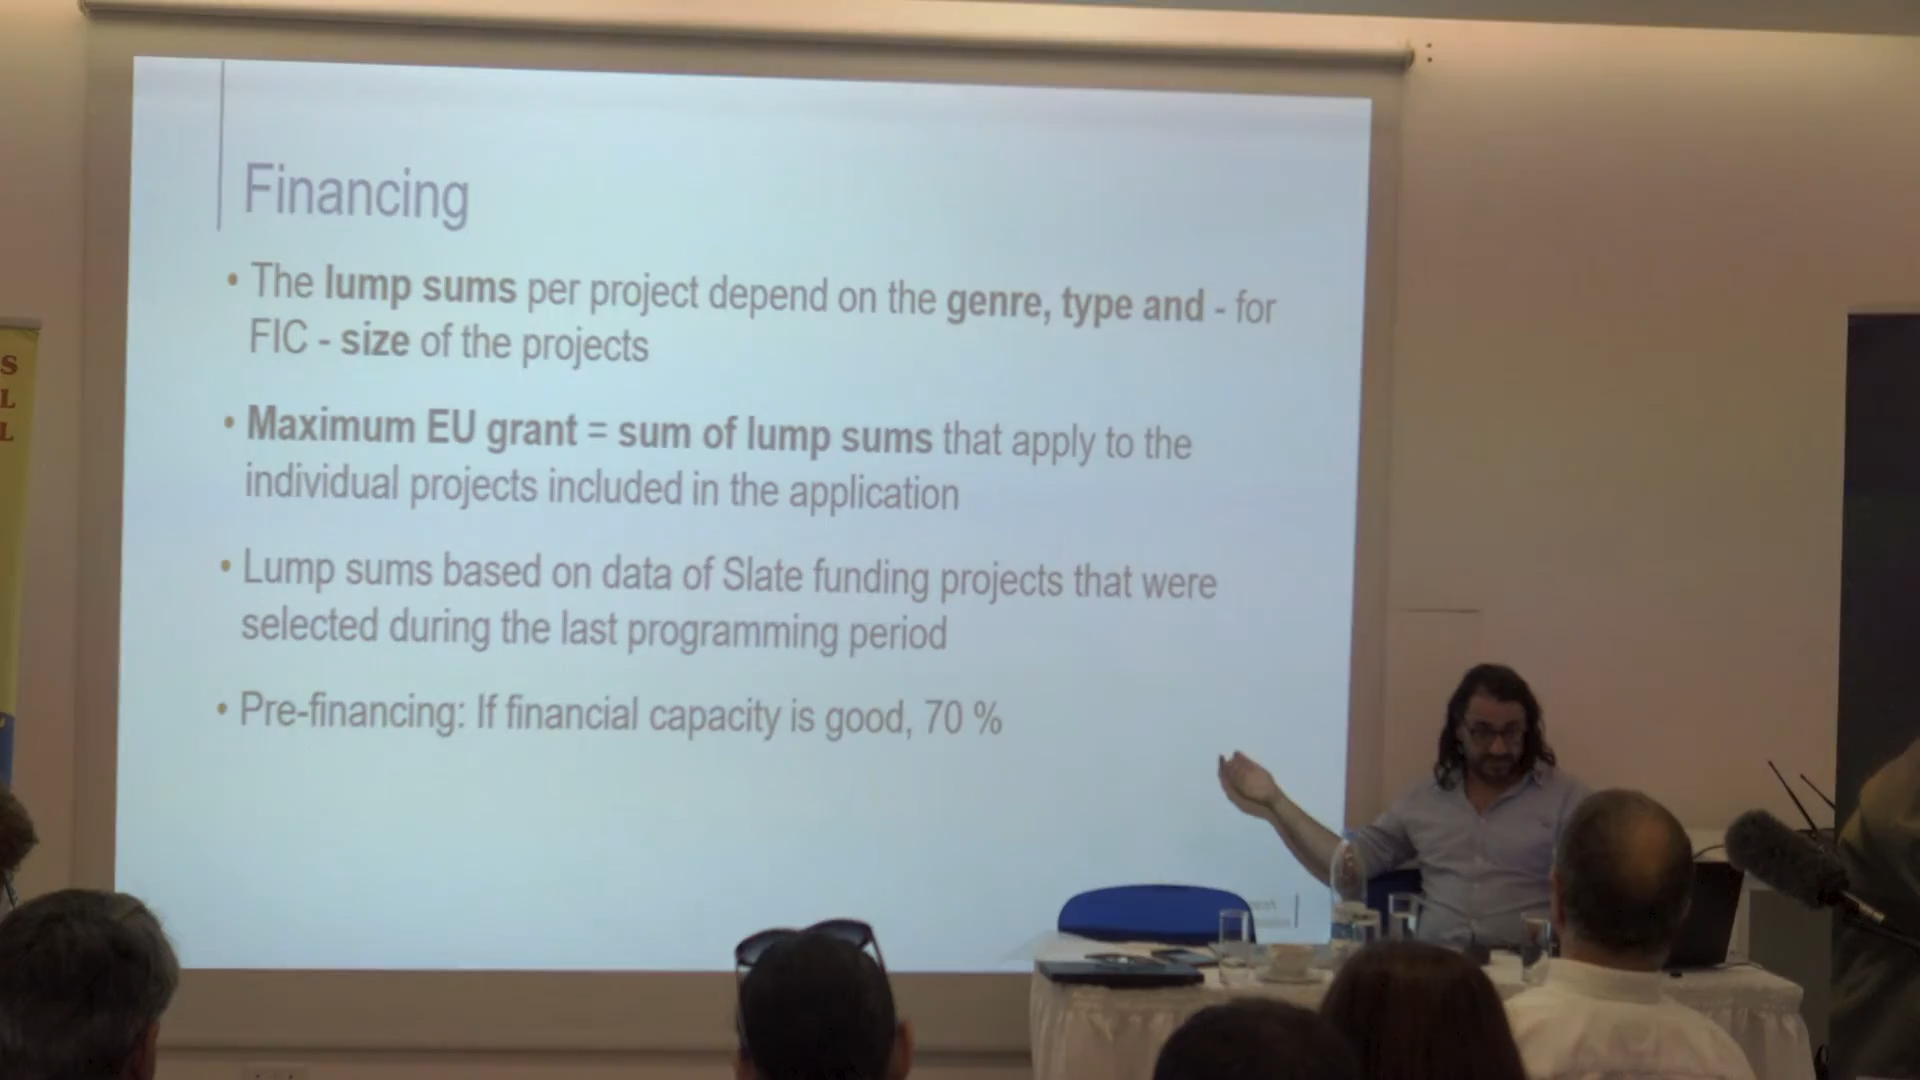 Financing
• The lump sums per project depend on the genre, type and - for
FIC - size of the projects
• Maximum EU grant = sum of lump sums that apply to the
individual projects included in the application
• Lump sums based on data of Slate funding projects that were
selected during the last programming period
• Pre-financing: If financial capacity is good, 70 %
S
L
L